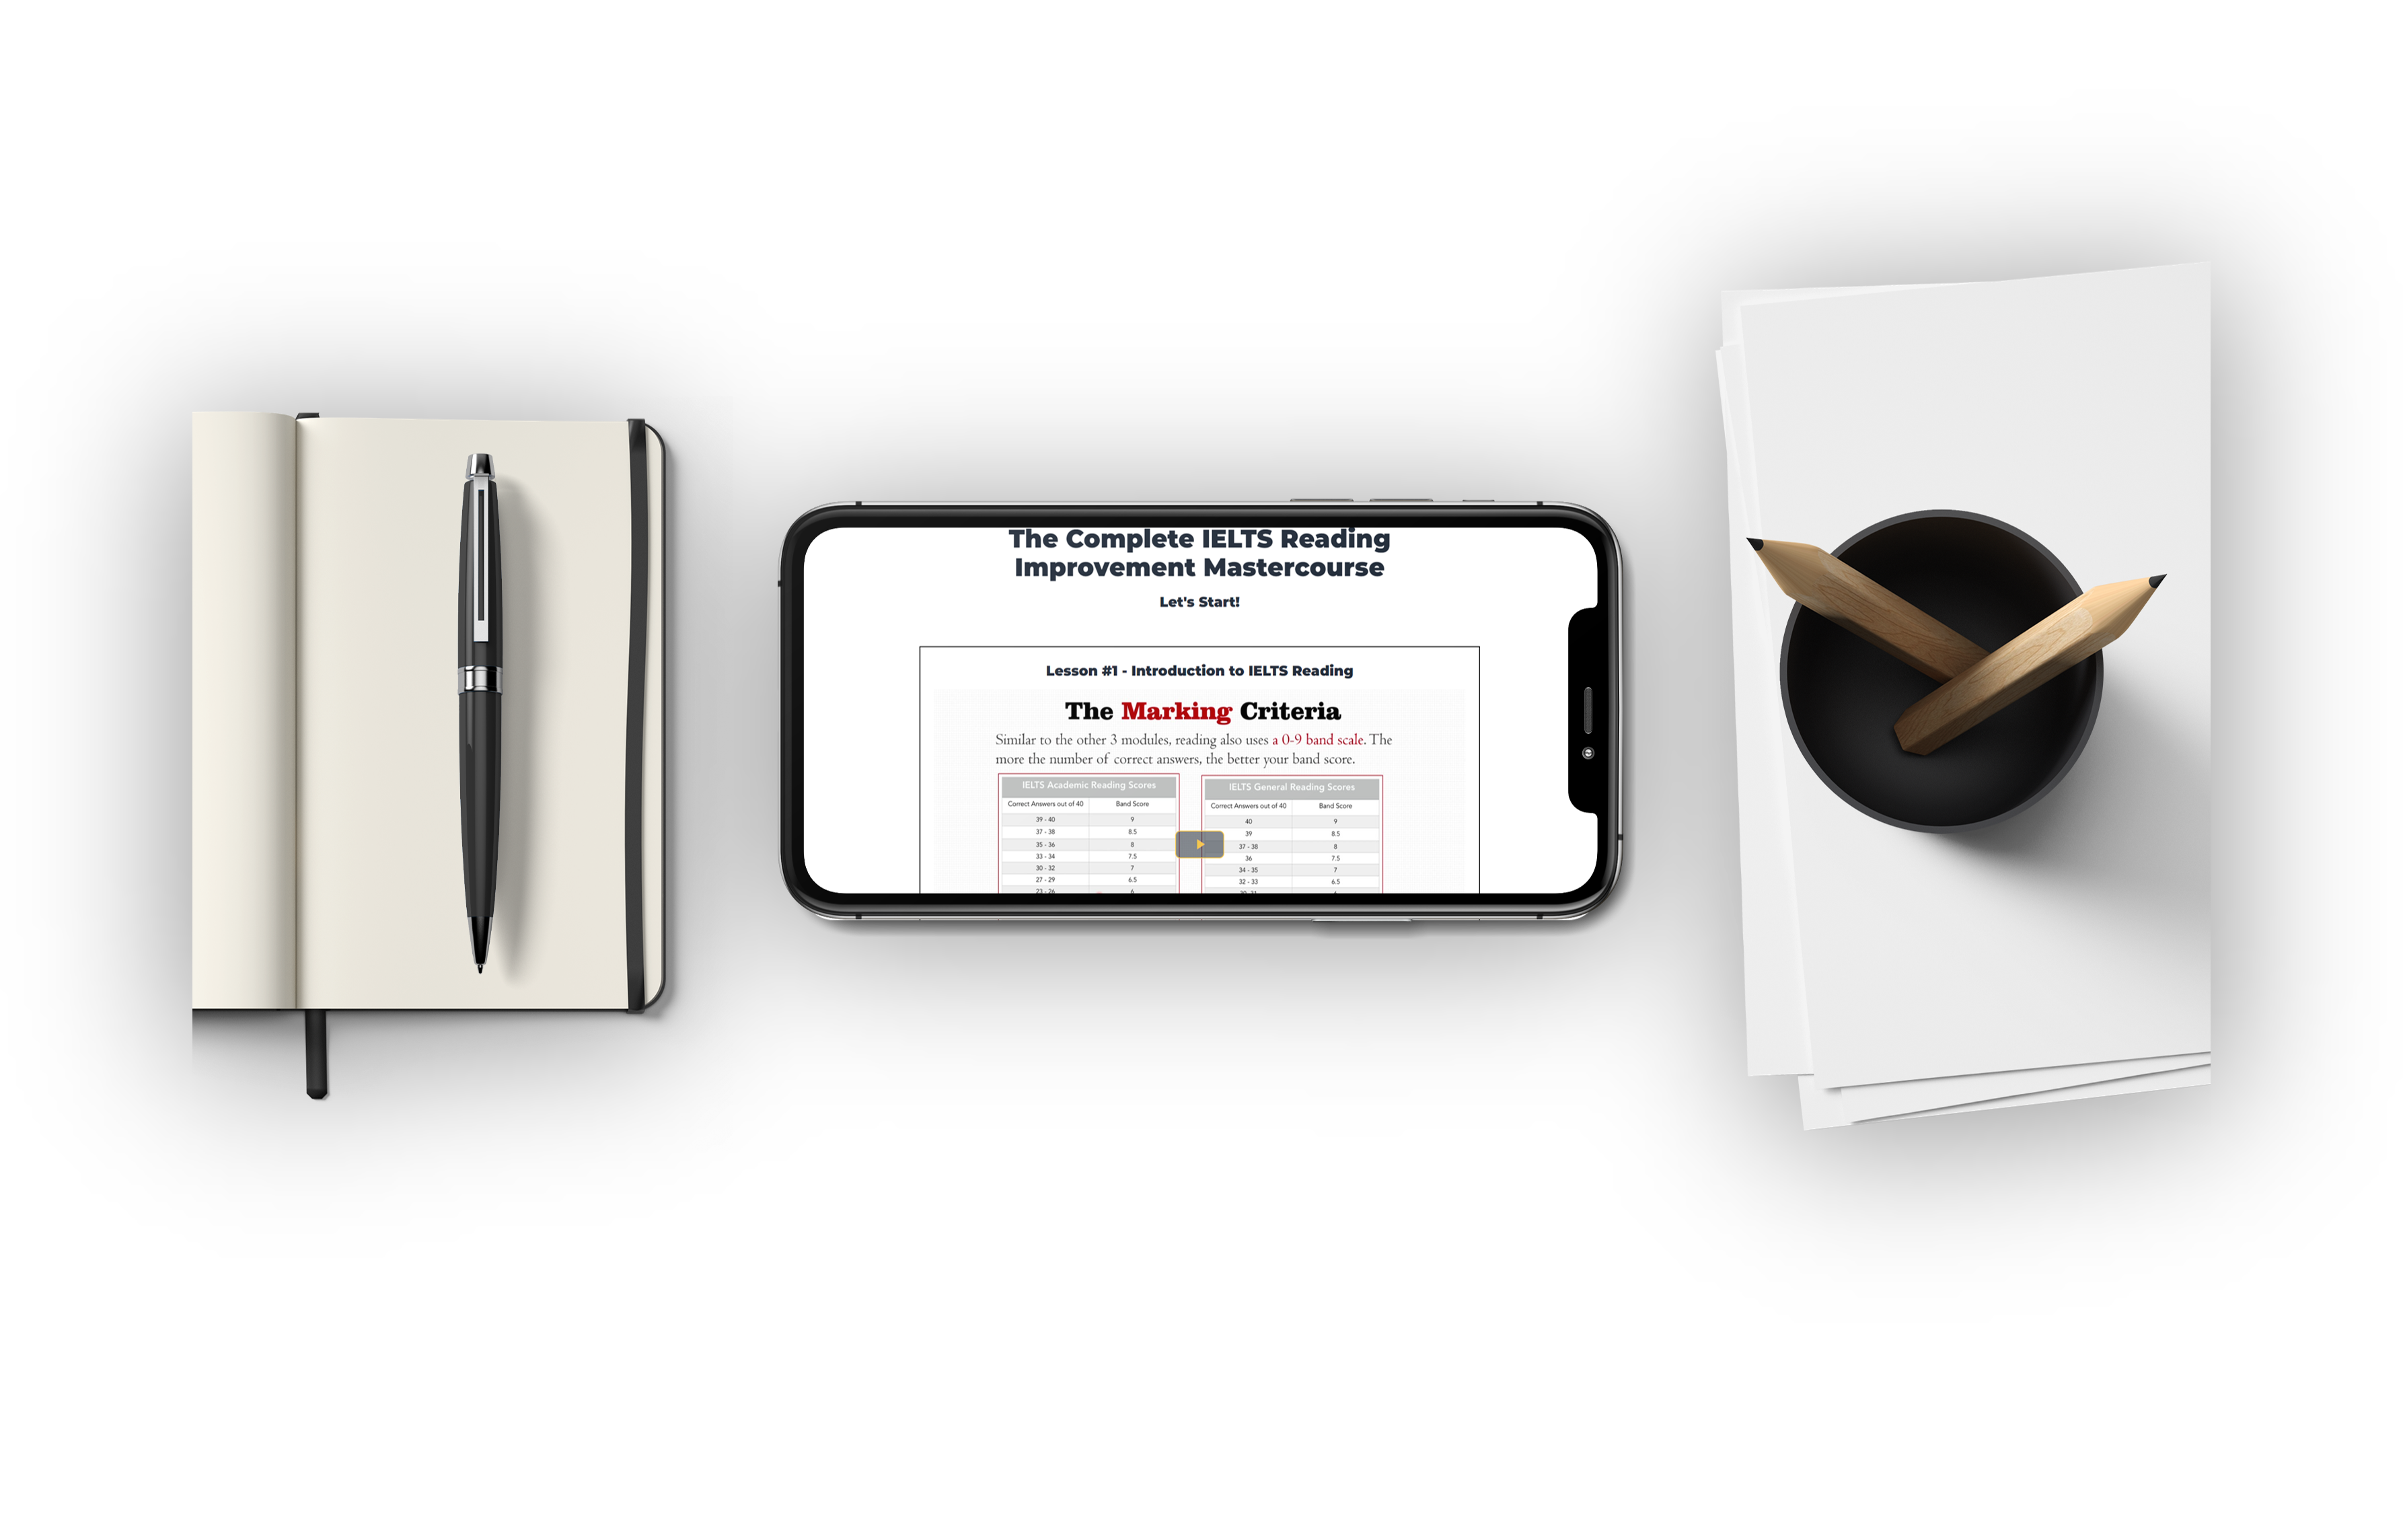 The Complete IELTS Reading
Improvement Mastercourse
Let's Start!
Lesson #1 - Introduction to IELTS Reading
The Marking Criteria
Similar to the other 3 modules, reading also uses a 0-9 band scale. The
more the number of correct answers, the better your band score.
IELTS Academic Reading Scores
Correct Answers out of 40 Band Score
39 - 40 9
37 - 38 8.5
35 - 36 8
33 - 34 7.5
30 - 32 7
27 - 29 6.5
23 - 26 6
IELTS General Reading Scores
Correct Answers out of 40 Band Score
40 9
39 8.5
37 - 38 8
36 7.5
34 - 35 7
32 - 33 6.5